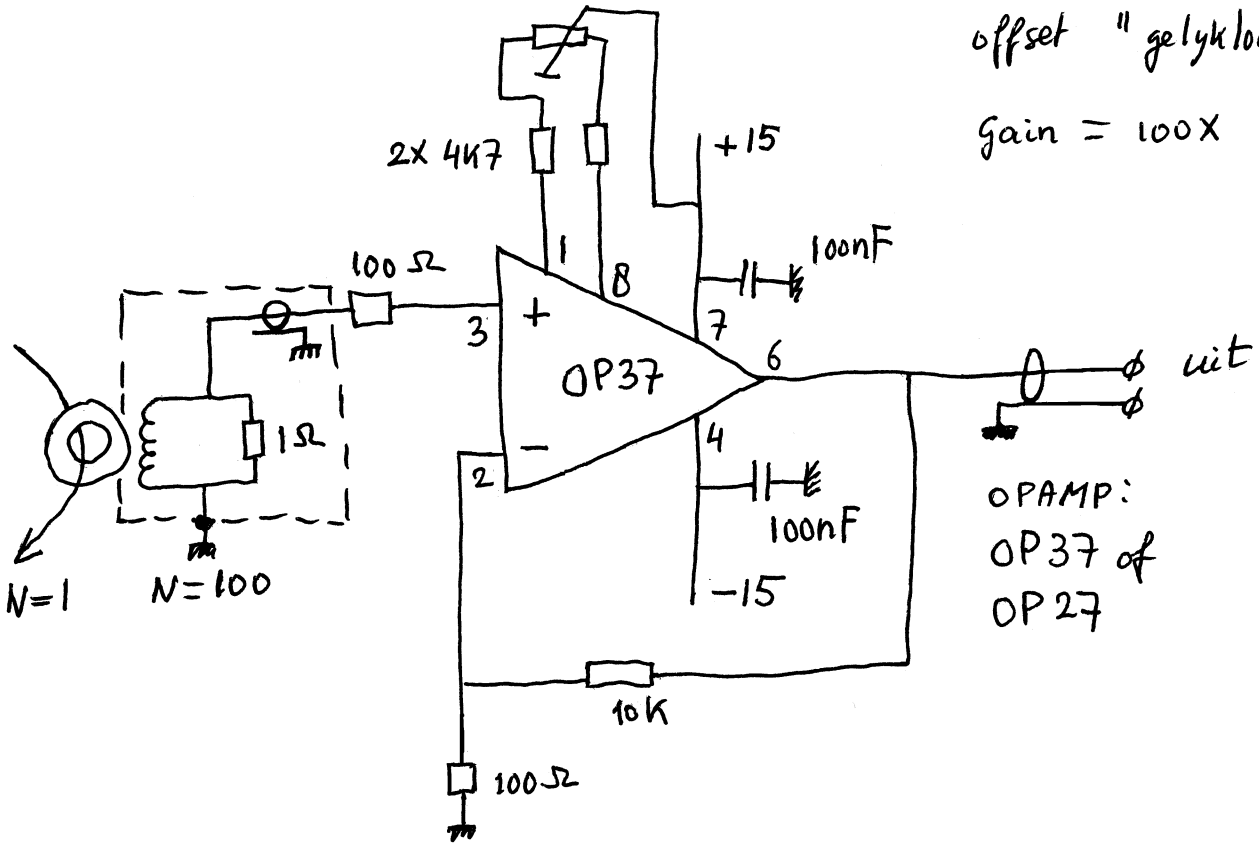 offset " gelyk
Gain = 100X
2X 4K7
+15
100nF
100 Ω
1
8
7
3
+
OP37
6
uit
1Ω
2
-
4
100nF
-15
N=1
N=100
OPAMP:
OP37 of
OP27
10K
100Ω